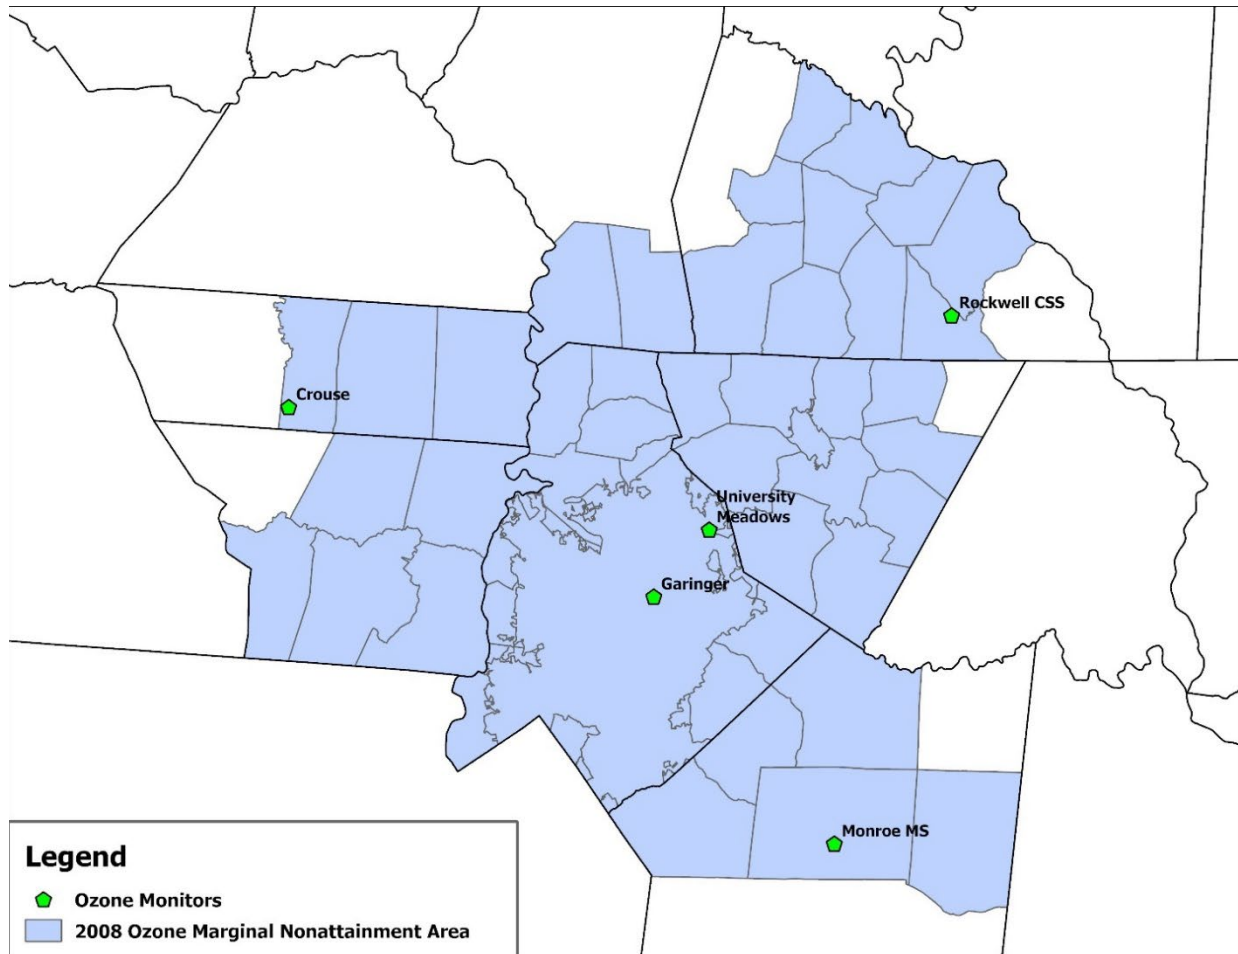 Rockwell CSS
Crouse
University
Meadows
Garinger
Monroe MS
Legend
Ozone Monitors
2008 Ozone Marginal Nonattainment Area